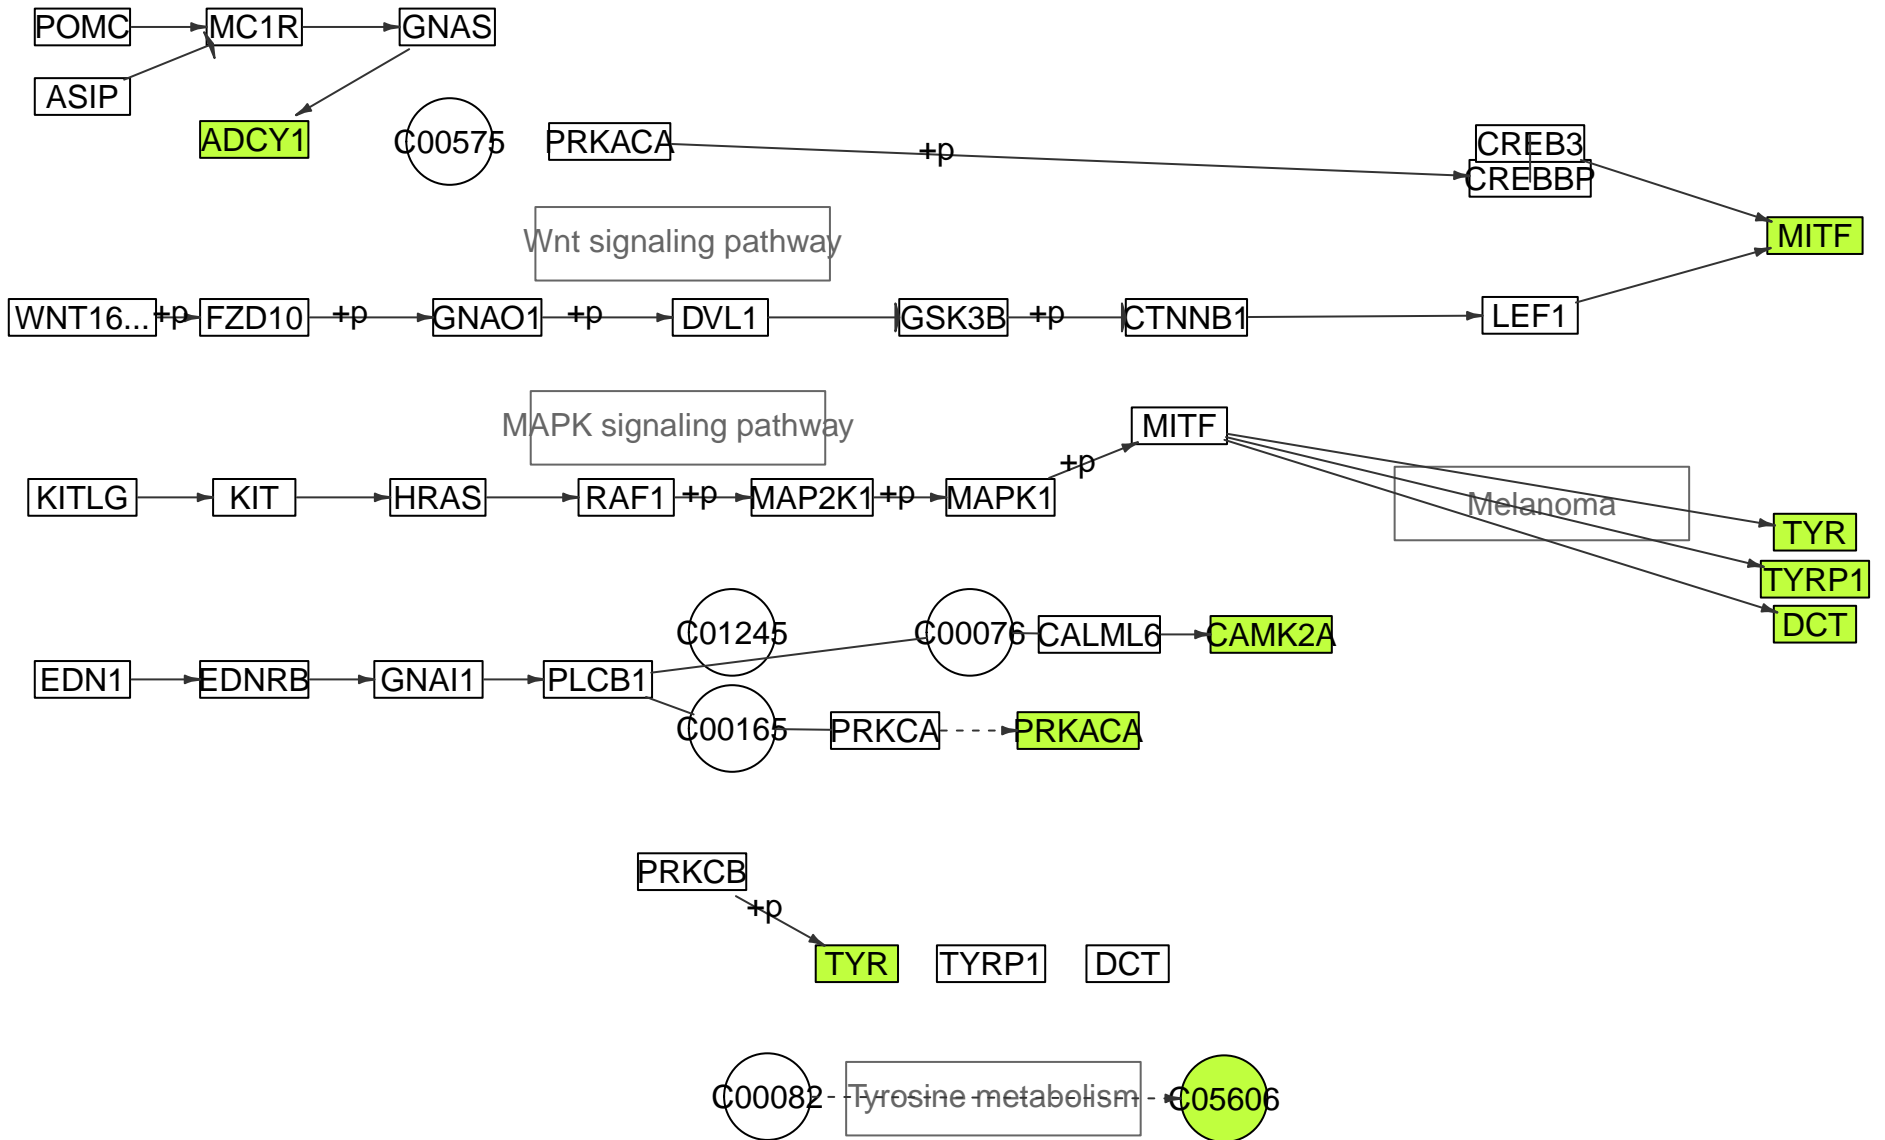 POMC MC1R GNAS
ASIP
ADCY1 C00575 PRKACA +p CREB3
CREBBP
Wnt signaling pathway MITF
WNT16... +p FZD10 +p GNAO1 +p DVL1 GSK3B +p CTNNB1 LEF1
MAPK signaling pathway MITF
+p
KITLG KIT HRAS RAF1 +p MAP2K1 +p MAPK1 Melanoma
TYR
TYRP1
DCT
C01245 C00076 CALML6 CAMK2A
EDN1 EDNRB GNAI1 PLCB1
C00165 PRKCA PRKACA
PRKCB
+p
TYR TYRP1 DCT
C00082 Tyrosine metabolism C05606